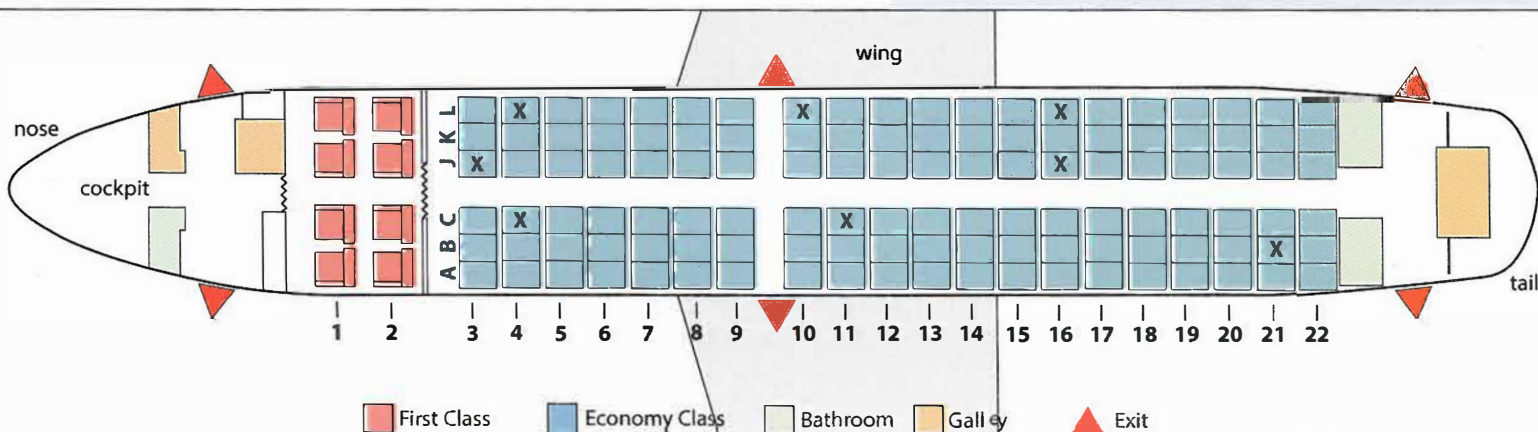 wing
nose
cockpit
L X X X
K
J X X
C X X
B X
A
tail
1 2 3 4 5 6 7 8 9 10 11 12 13 14 15 16 17 18 19 20 21 22
First Class Economy Class Bathroom Galley Exit